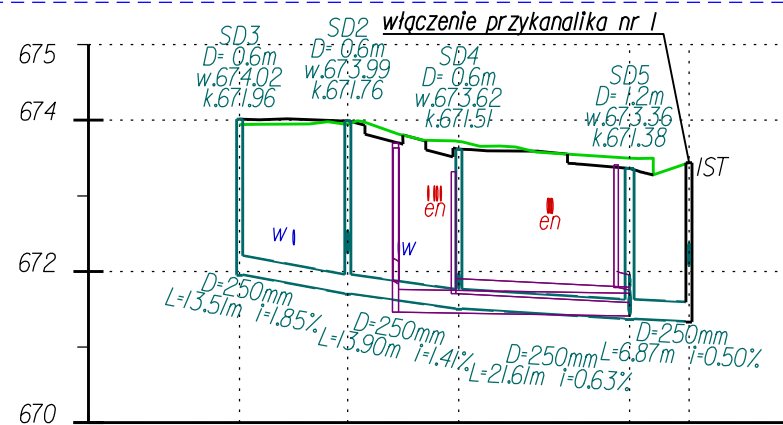 włączenie przykanalika nr 1
675
SD3
D= 0.6m
w.674.02
k.671.96
SD2
D= 0.6m
w.673.99
k.671.76
SD4
D= 0.6m
w.673.62
k.671.51
SD5
D= 1.2m
w.673.36
k.671.38
674
IST
en
en
w
w
672
D=250mm
L=13.51m i=1.85%
D=250mm
L=13.90m i=1.41%
D=250mm
L=21.61m i=0.63%
D=250mm
L=6.87m i=0.50%
670